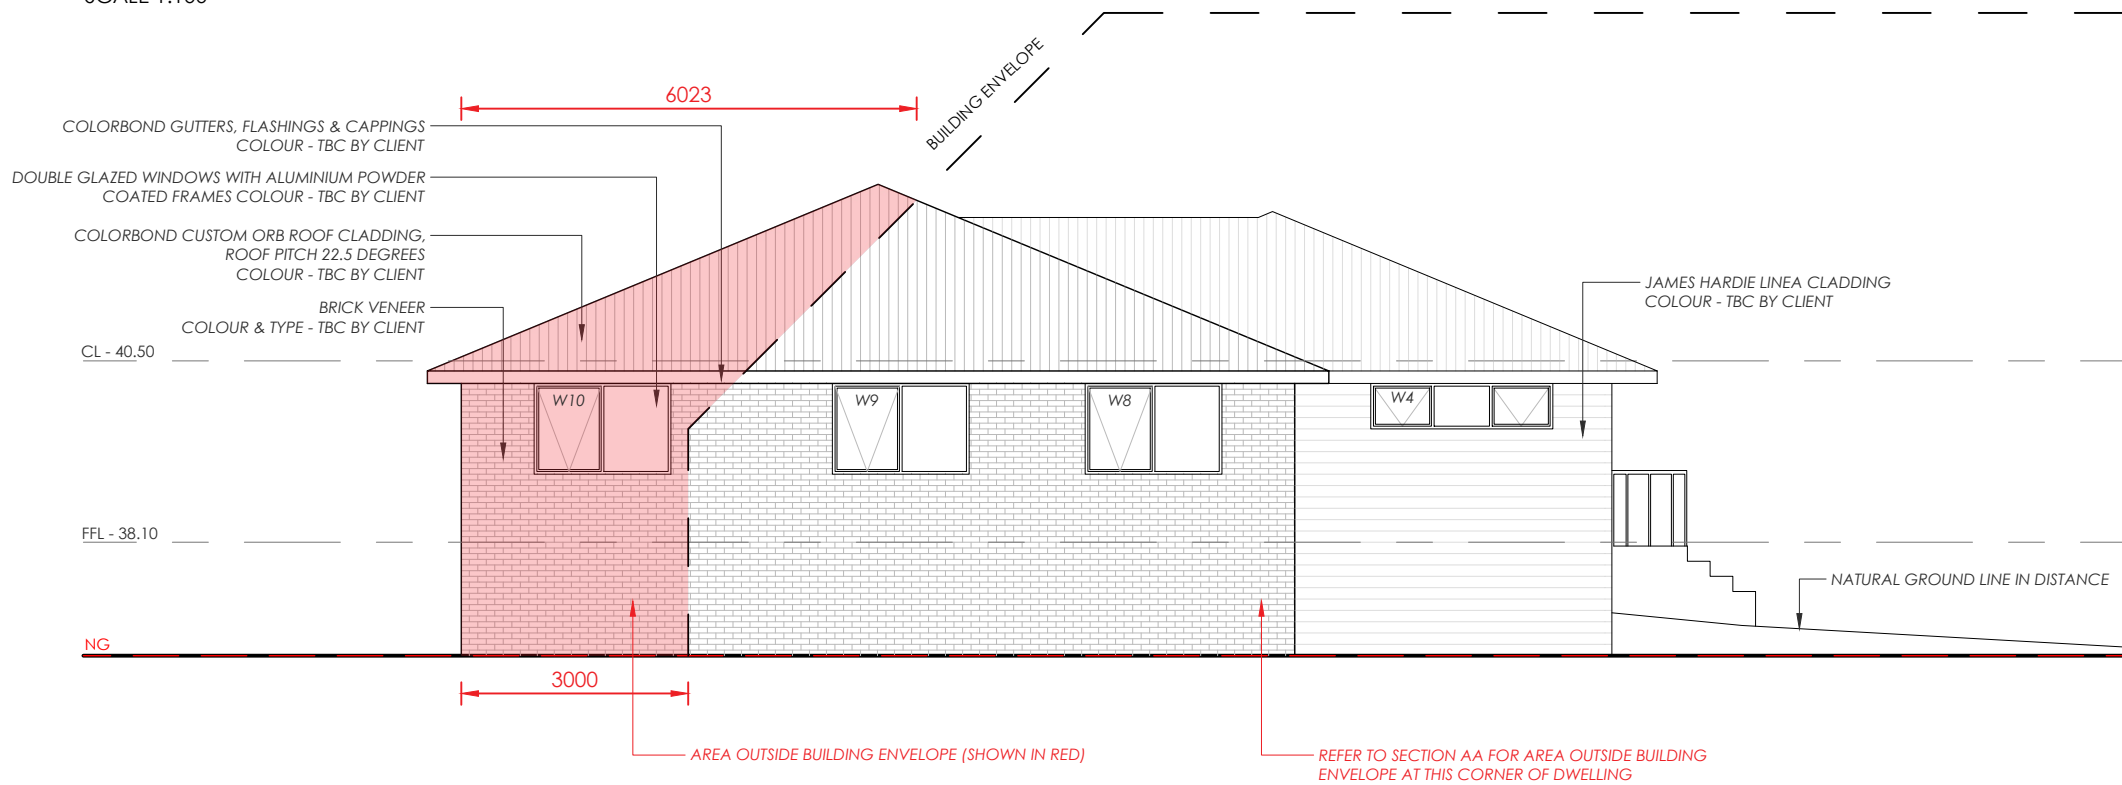 SCALE 1:100
BUILDING ENVELOPE
6023
COLORBOND GUTTERS, FLASHINGS & CAPPINGS
COLOUR - TBC BY CLIENT
DOUBLE GLAZED WINDOWS WITH ALUMINIUM POWDER
COATED FRAMES COLOUR - TBC BY CLIENT
COLORBOND CUSTOM ORB ROOF CLADDING,
ROOF PITCH 22.5 DEGREES
COLOUR - TBC BY CLIENT
BRICK VENEER
COLOUR & TYPE - TBC BY CLIENT
JAMES HARDIE LINEA CLADDING
COLOUR - TBC BY CLIENT
CL - 40.50
W10
W9
W8
W4
FFL - 38.10
NATURAL GROUND LINE IN DISTANCE
NG
3000
AREA OUTSIDE BUILDING ENVELOPE (SHOWN IN RED)
REFER TO SECTION AA FOR AREA OUTSIDE BUILDING
ENVELOPE AT THIS CORNER OF DWELLING